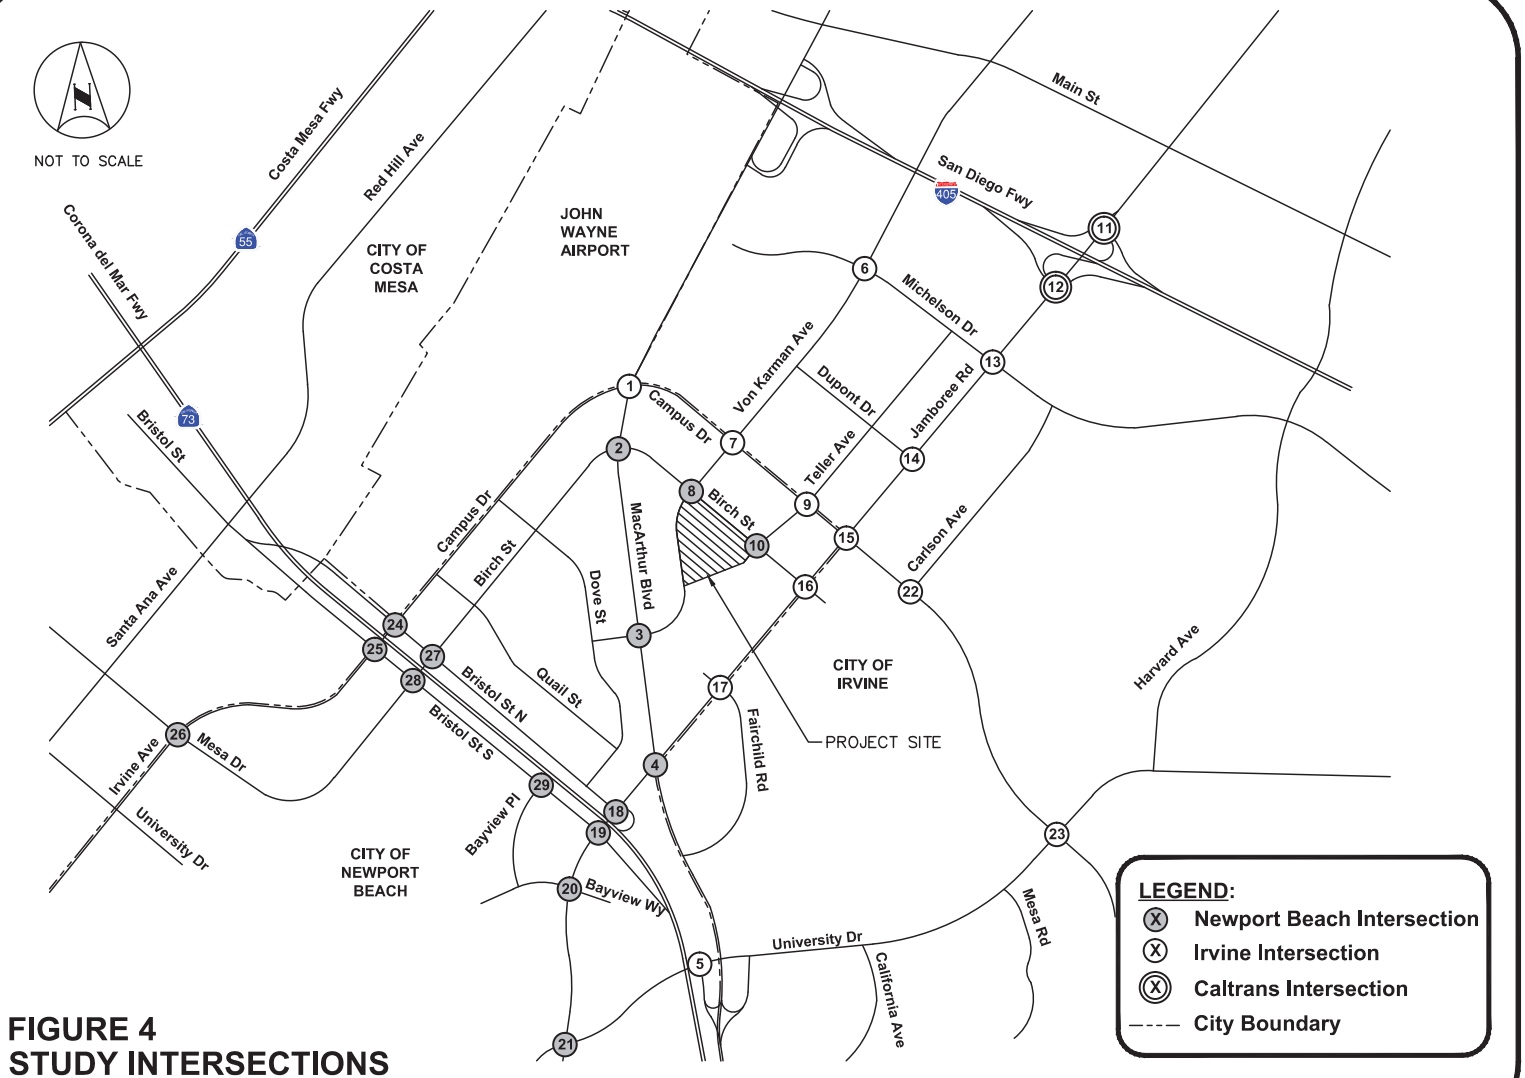 NOT TO SCALE
Costa Mesa Fwy
Red Hill Ave
Corona del Mar Fwy
55
73
CITY OF
COSTA
MESA
JOHN
WAYNE
AIRPORT
Main St
San Diego Fwy
405
11
12
6
Michelson Dr
13
Von Karman Ave
Dupont Dr
Jamboree Rd
Teller Ave
14
1
Campus Dr
7
2
8
Birch St
9
10
15
16
Carlson Ave
22
Bristol St
Campus Dr
Birch St
MacArthur Blvd
Dove St
3
Santa Ana Ave
24
25
27
28
Quail St
Bristol St N
Bristol St S
17
CITY OF
IRVINE
Harvard Ave
PROJECT SITE
Fairchild Rd
4
26
Mesa Dr
Irvine Ave
University Dr
29
Bayview Pl
18
19
20
Bayview Wy
CITY OF
NEWPORT
BEACH
23
University Dr
Mesa Rd
California Ave
5
21
LEGEND:
X Newport Beach Intersection
X Irvine Intersection
X Caltrans Intersection
City Boundary
FIGURE 4
STUDY INTERSECTIONS